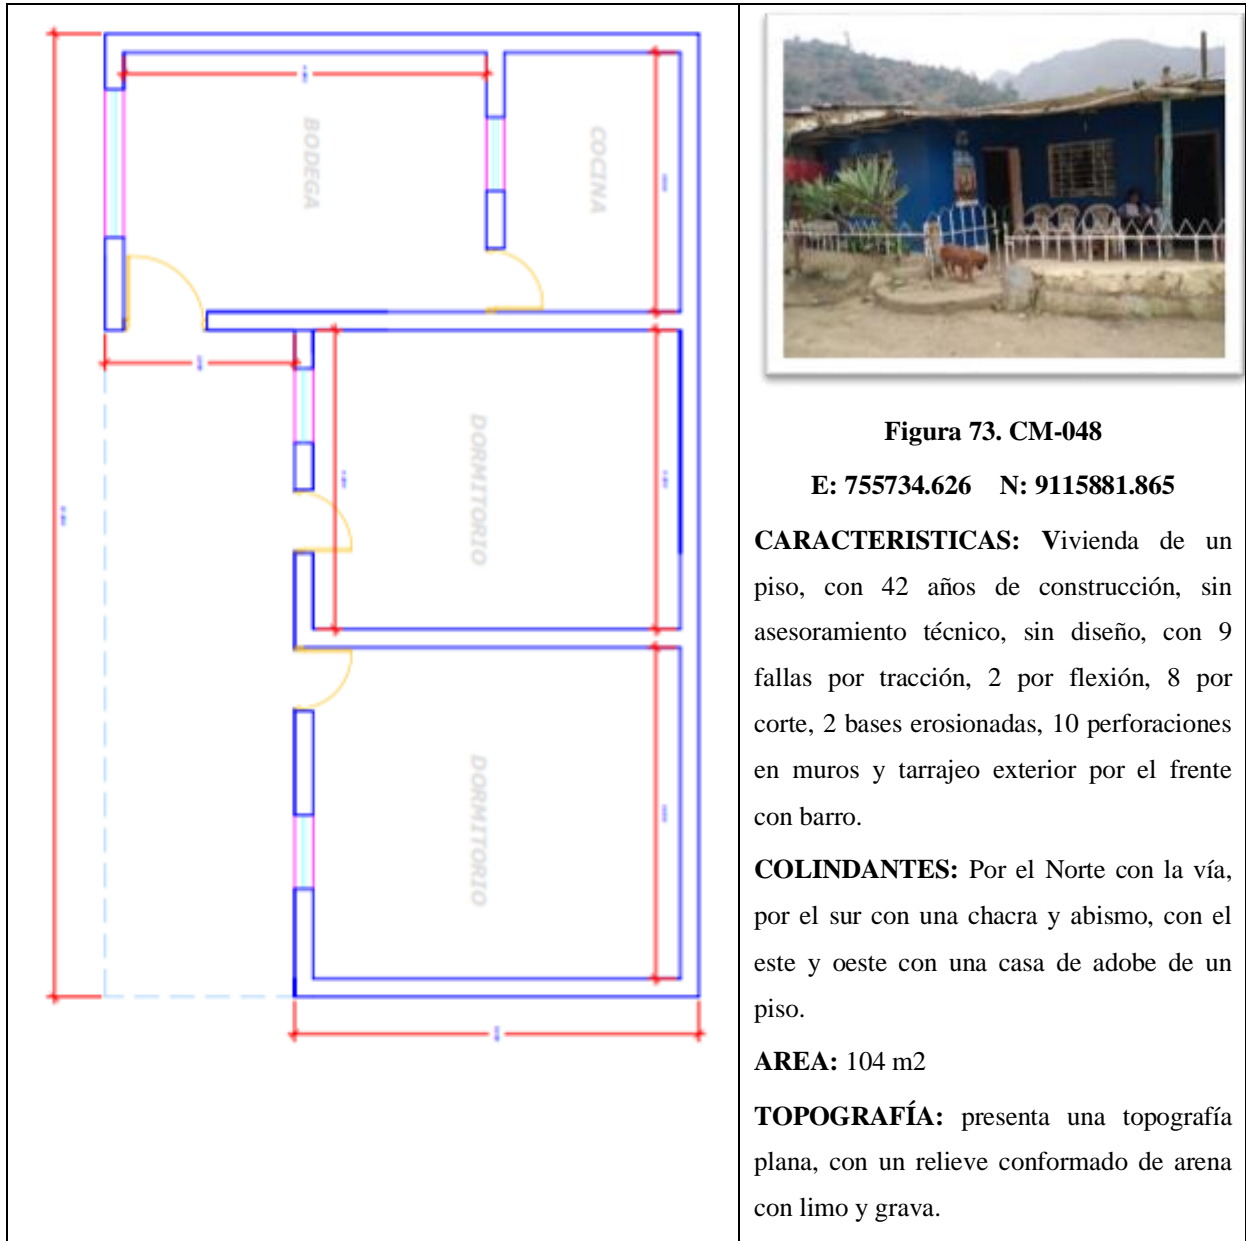 BODEGA
COCINA
DORMITORIO
DORMITORIO
Figura 73. CM-048
E: 755734.626 N: 9115881.865
CARACTERISTICAS: Vivienda de un
piso, con 42 años de construcción, sin
asesoramiento técnico, sin diseño, con 9
fallas por tracción, 2 por flexión, 8 por
corte, 2 bases erosionadas, 10 perforaciones
en muros y tarrajeo exterior por el frente
con barro.
COLINDANTES: Por el Norte con la vía,
por el sur con una chacra y abismo, con el
este y oeste con una casa de adobe de un
piso.
AREA: 104 m2
TOPOGRAFÍA: presenta una topografía
plana, con un relieve conformado de arena
con limo y grava.